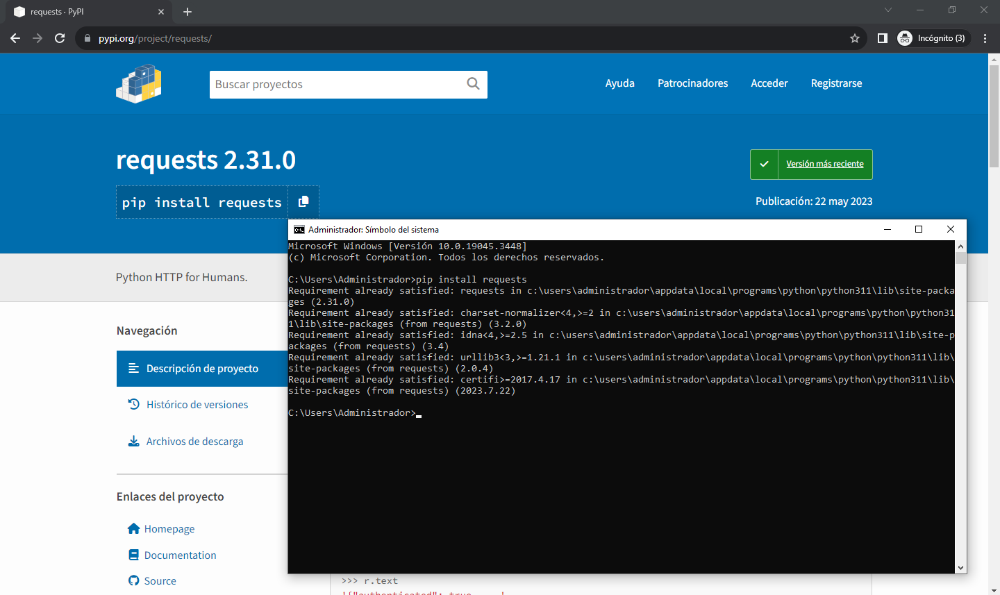 requests · PyPI
pypi.org/project/requests/
Incógnito (3)
Buscar proyectos
Ayuda
Patrocinadores
Acceder
Registrarse
requests 2.31.0
Versión más reciente
pip install requests
Publicación: 22 may 2023
Python HTTP for Humans.
Navegación
Descripción de proyecto
Histórico de versiones
Archivos de descarga
Enlaces del proyecto
Homepage
Documentation
Source
Administrador: Símbolo del sistema
Microsoft Windows [Versión 10.0.19045.3448]
(c) Microsoft Corporation. Todos los derechos reservados.
C:\Users\Administrador>pip install requests
Requirement already satisfied: requests in c:\users\administrador\appdata\local\programs\python\python311\lib\site-packa
ges (2.31.0)
Requirement already satisfied: charset-normalizer<4,>=2 in c:\users\administrador\appdata\local\programs\python\python31
1\lib\site-packages (from requests) (3.2.0)
Requirement already satisfied: idna<4,>=2.5 in c:\users\administrador\appdata\local\programs\python\python311\lib\site-p
ackages (from requests) (3.4)
Requirement already satisfied: urllib3<3,>=1.21.1 in c:\users\administrador\appdata\local\programs\python\python311\lib\
site-packages (from requests) (2.0.4)
Requirement already satisfied: certifi>=2017.4.17 in c:\users\administrador\appdata\local\programs\python\python311\lib\
site-packages (from requests) (2023.7.22)
C:\Users\Administrador>
>>> r.text
'{"authenticated": true